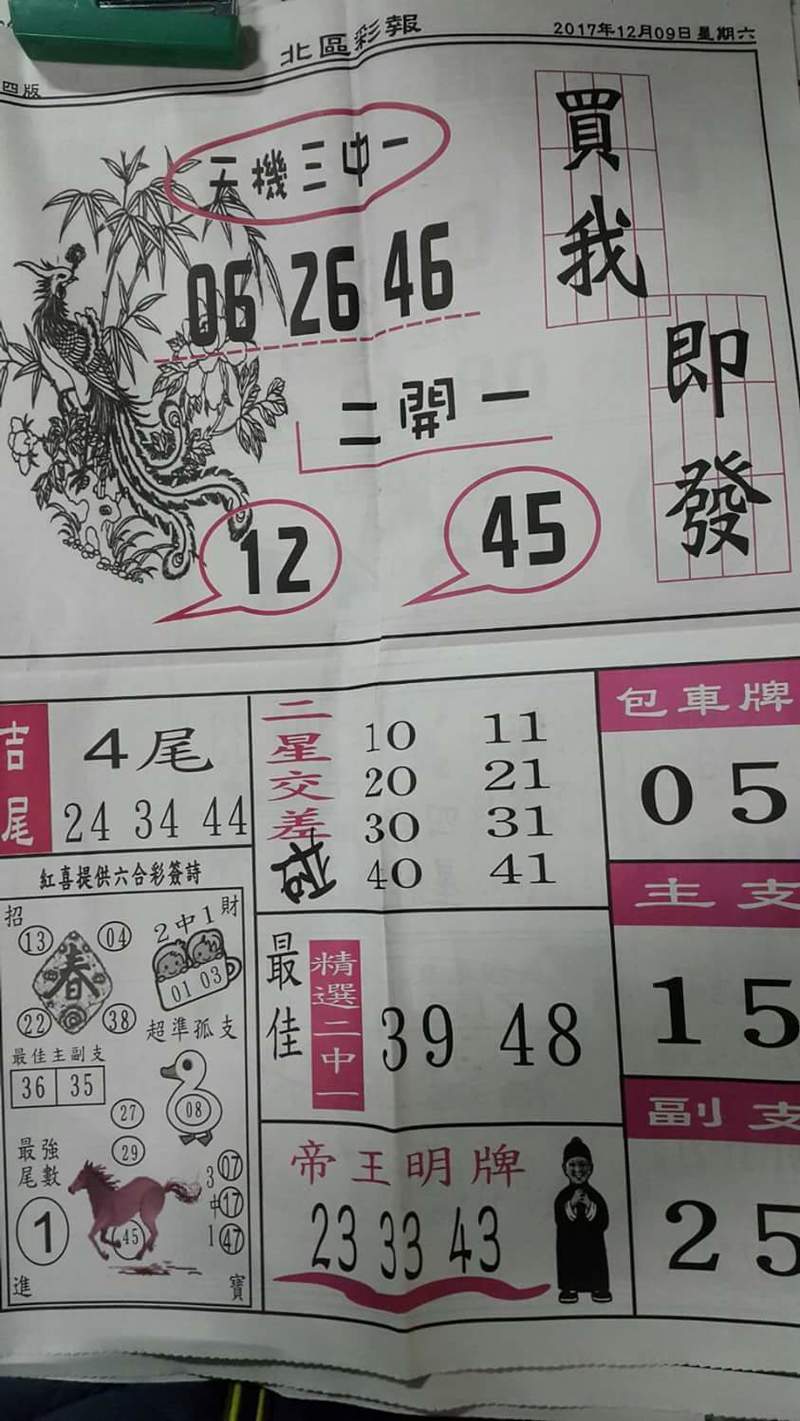 北區彩報
2017年12月09日星期六
四版
天機三中一
06 26 46
二開一
12
45
買我
即發
吉尾
4尾
24 34 44
二星交差
10 11
20 21
30 31
40 41
包車牌
05
主支
15
副支
25
紅喜提供六合彩簽詩
招
財
13
04
春
22
38
2中1
01 03
超準孤支
08
最佳主副支
36 35
27
29
45
最強
尾數
1
3中1
07
17
47
進
寶
最佳
精選二中一
39 48
帝王明牌
23 33 43